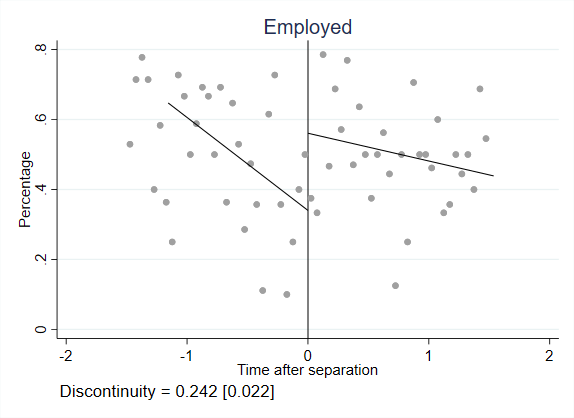 Employed
Percentage
.8
.6
.4
.2
0
-2 -1 0 1 2
Time after separation
Discontinuity = 0.242 [0.022]